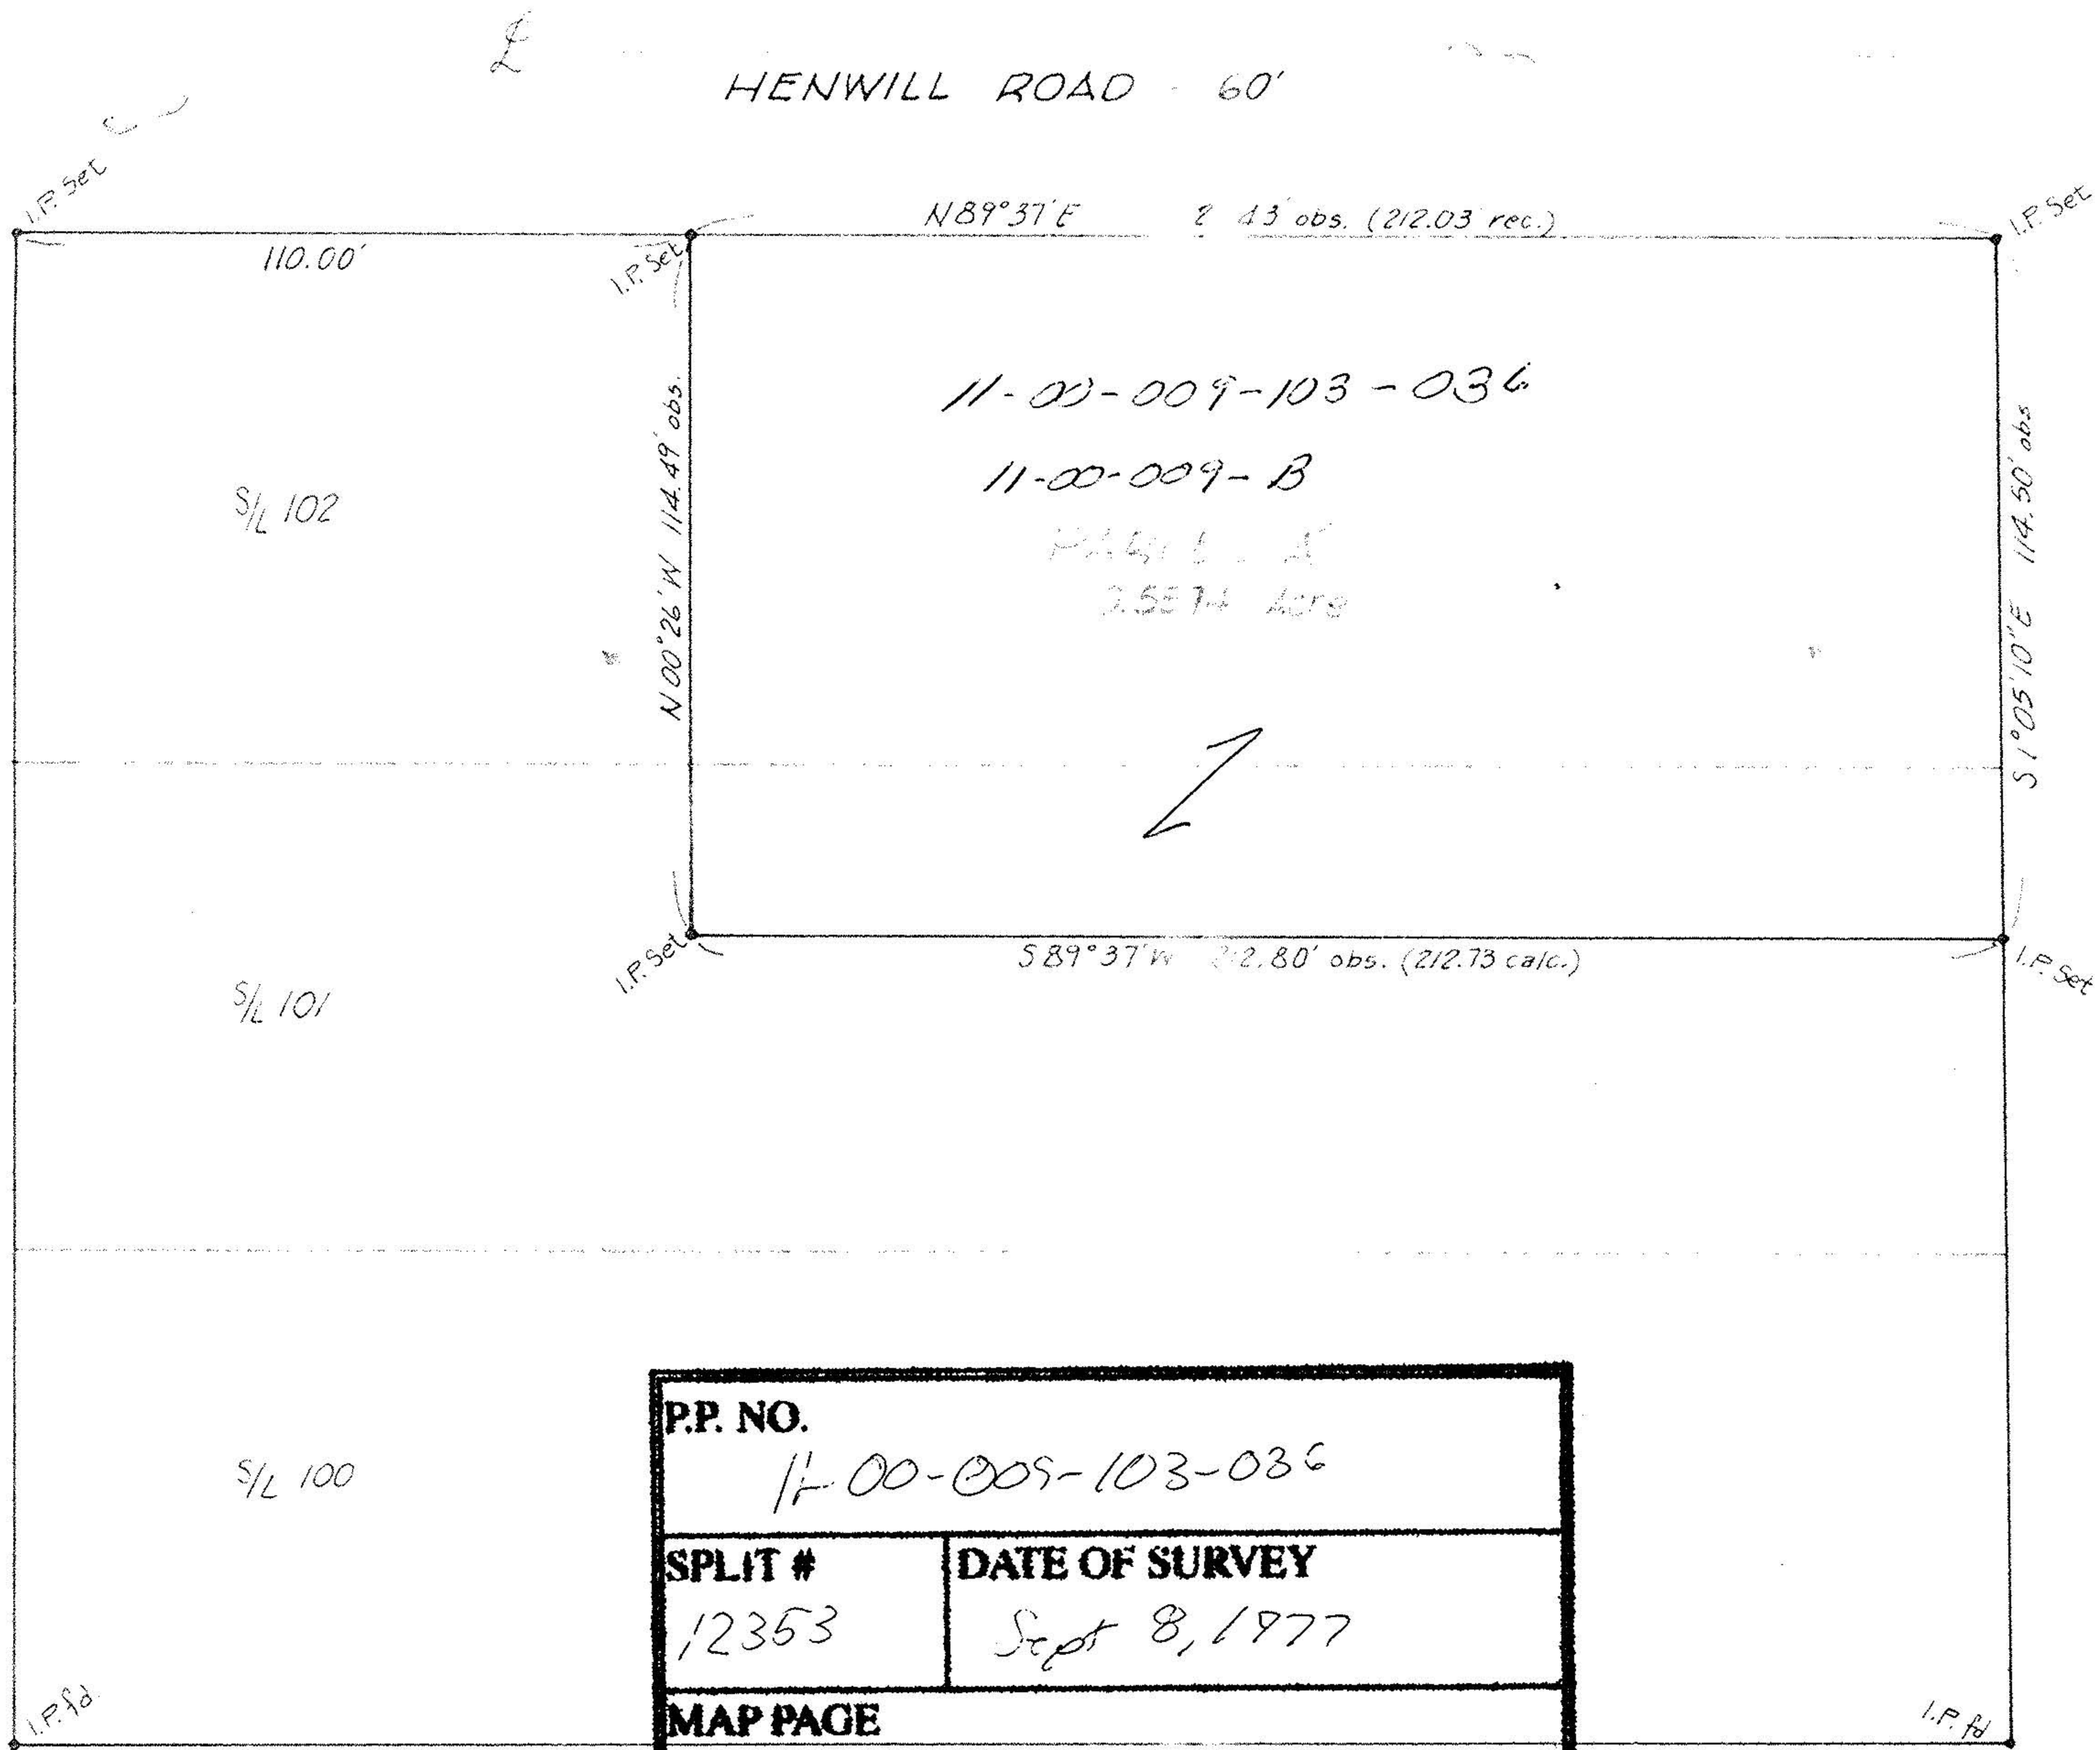 HENWILL ROAD - 60'
I.P. Set
I.P. Set
N89°37'E 2 43' obs. (212.03 rec.)
110.00'
I.P. Set
11-00-009-103-036
11-00-009-B
N00°26'W 114.49' obs.
S1°05'10"E 114.50' obs
S/L 102
Acre
I.P. Set
S89°37'W 212.80' obs. (212.73 calc.)
I.P. Set
S/L 101
S/L 100
P.P. NO.
11-00-009-103-036
SPLIT #
DATE OF SURVEY
12353
Sept 8, 1977
MAP PAGE
I.P. fd.
I.P. fd